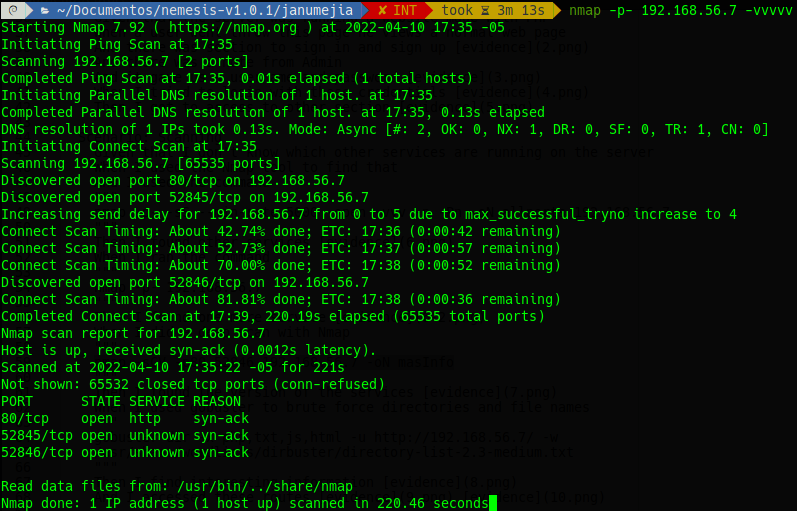 ~/Documentos/nemesis-v1.0.1/janumejia ✘ INT took 3m 13s nmap -p- 192.168.56.7 -vvvvv
Starting Nmap 7.92 ( https://nmap.org ) at 2022-04-10 17:35 -05
Initiating Ping Scan at 17:35
Scanning 192.168.56.7 [2 ports]
Completed Ping Scan at 17:35, 0.01s elapsed (1 total hosts)
Initiating Parallel DNS resolution of 1 host. at 17:35
Completed Parallel DNS resolution of 1 host. at 17:35, 0.13s elapsed
DNS resolution of 1 IPs took 0.13s. Mode: Async [#: 2, OK: 0, NX: 1, DR: 0, SF: 0, TR: 1, CN: 0]
Initiating Connect Scan at 17:35
Scanning 192.168.56.7 [65535 ports]
Discovered open port 80/tcp on 192.168.56.7
Discovered open port 52845/tcp on 192.168.56.7
Increasing send delay for 192.168.56.7 from 0 to 5 due to max_successful_tryno increase to 4
Connect Scan Timing: About 42.74% done; ETC: 17:36 (0:00:42 remaining)
Connect Scan Timing: About 52.73% done; ETC: 17:37 (0:00:57 remaining)
Connect Scan Timing: About 70.00% done; ETC: 17:38 (0:00:52 remaining)
Discovered open port 52846/tcp on 192.168.56.7
Connect Scan Timing: About 81.81% done; ETC: 17:38 (0:00:36 remaining)
Completed Connect Scan at 17:39, 220.19s elapsed (65535 total ports)
Nmap scan report for 192.168.56.7
Host is up, received syn-ack (0.0012s latency).
Scanned at 2022-04-10 17:35:22 -05 for 221s
Not shown: 65532 closed tcp ports (conn-refused)
PORT      STATE SERVICE REASON
80/tcp    open  http    syn-ack
52845/tcp open  unknown syn-ack
52846/tcp open  unknown syn-ack
Read data files from: /usr/bin/../share/nmap
Nmap done: 1 IP address (1 host up) scanned in 220.46 seconds